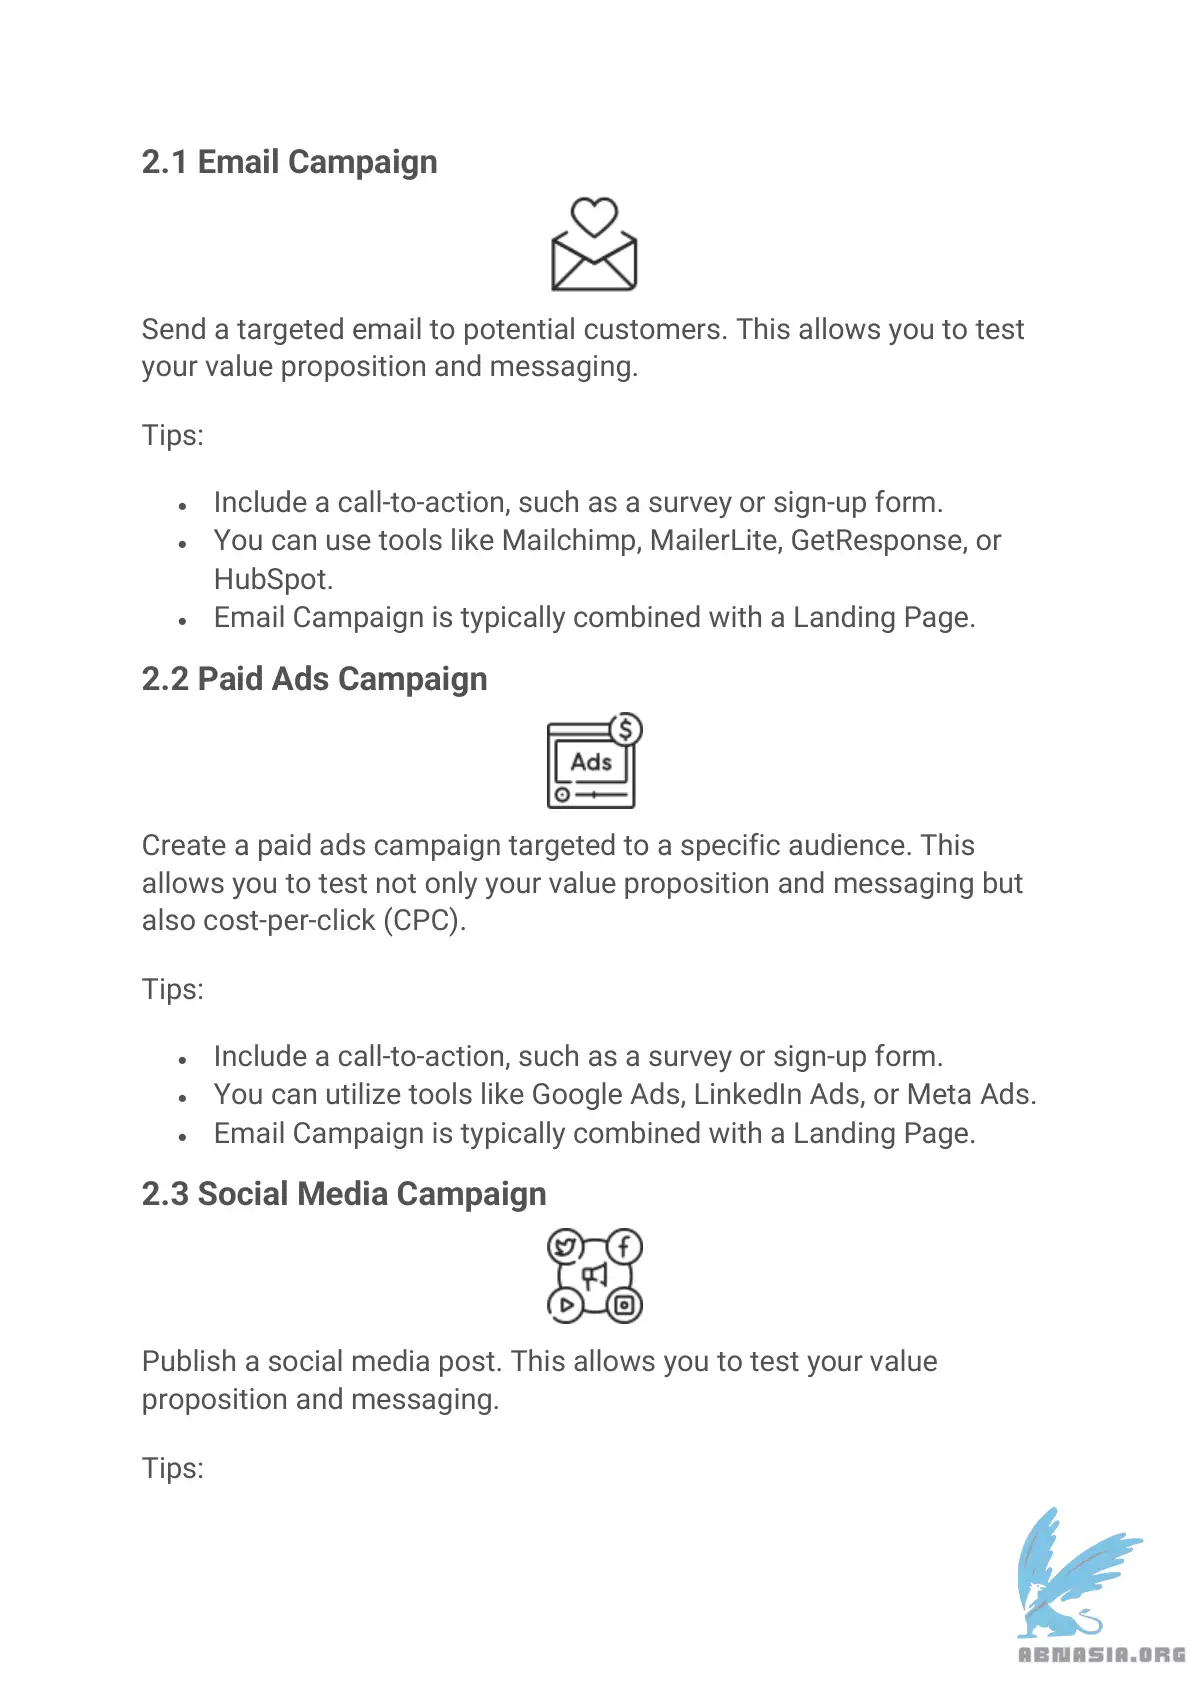 2.1 Email Campaign
Send a targeted email to potential customers. This allows you to test
your value proposition and messaging.
Tips:
• Include a call-to-action, such as a survey or sign-up form.
• You can use tools like Mailchimp, MailerLite, GetResponse, or
HubSpot.
• Email Campaign is typically combined with a Landing Page.
2.2 Paid Ads Campaign
$
Ads
Create a paid ads campaign targeted to a specific audience. This
allows you to test not only your value proposition and messaging but
also cost-per-click (CPC).
Tips:
• Include a call-to-action, such as a survey or sign-up form.
• You can utilize tools like Google Ads, LinkedIn Ads, or Meta Ads.
• Email Campaign is typically combined with a Landing Page.
2.3 Social Media Campaign
f
Publish a social media post. This allows you to test your value
proposition and messaging.
Tips:
ABNASIA.ORG